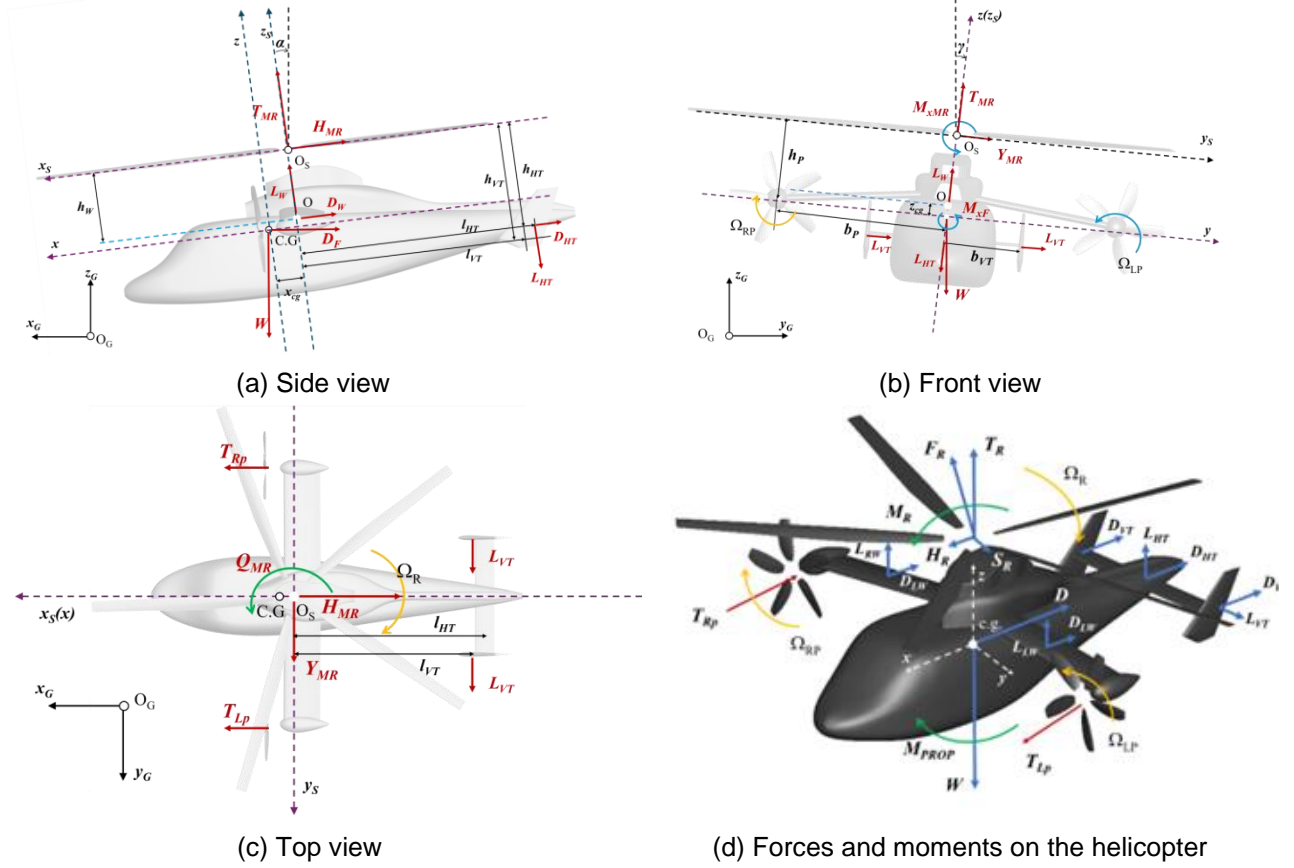 z
z_S
α
T_MR
H_MR
x_S
O_S
h_W
L_W
O
D_W
h_VT
h_HT
x
C.G
D_F
l_HT
D_HT
l_VT
L_HT
x_cg
W
z_G
x_G
O_G
(a) Side view
z(z_S)
γ
T_MR
M_xMR
y_S
O_S
Y_MR
h_P
L_W
O
z_cg
M_xF
Ω_RP
b_P
y
L_VT
L_VT
b_VT
L_HT
Ω_LP
W
z_G
O_G
y_G
(b) Front view
T_Rp
L_VT
Q_MR
Ω_R
x_S(x)
C.G
O_S
H_MR
l_HT
Y_MR
l_VT
L_VT
x_G
O_G
T_Lp
y_G
y_S
(c) Top view
F_R
T_R
Ω_R
M_R
D_VT
L_HT
L_RW
H_R
S_R
D_HT
D_LW
z
D
T_Rp
c.g.
D_LW
L_VT
Ω_RP
L_LW
x
y
M_PROP
Ω_LP
T_Lp
W
(d) Forces and moments on the helicopter